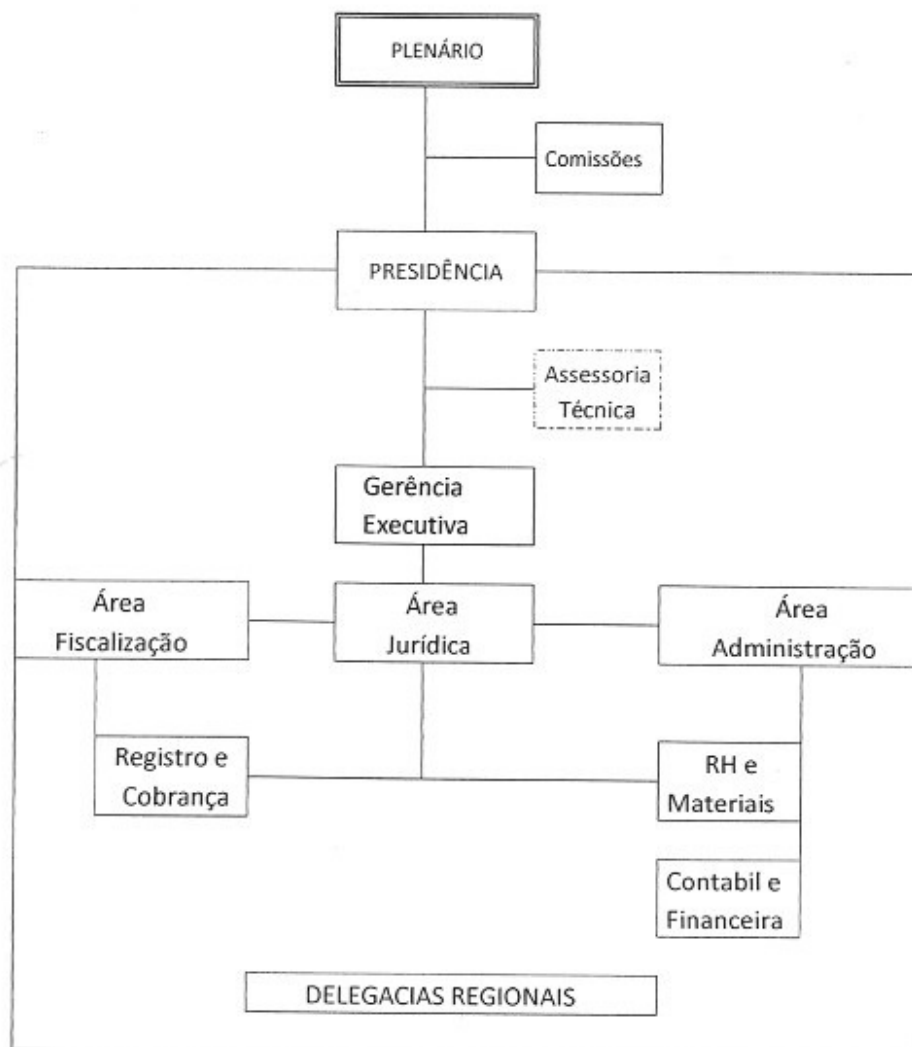 PLENÁRIO
Comissões
PRESIDÊNCIA
Assessoria
Técnica
Gerência
Executiva
Área
Fiscalização
Área
Jurídica
Área
Administração
Registro e
Cobrança
RH e
Materiais
Contabil e
Financeira
DELEGACIAS REGIONAIS